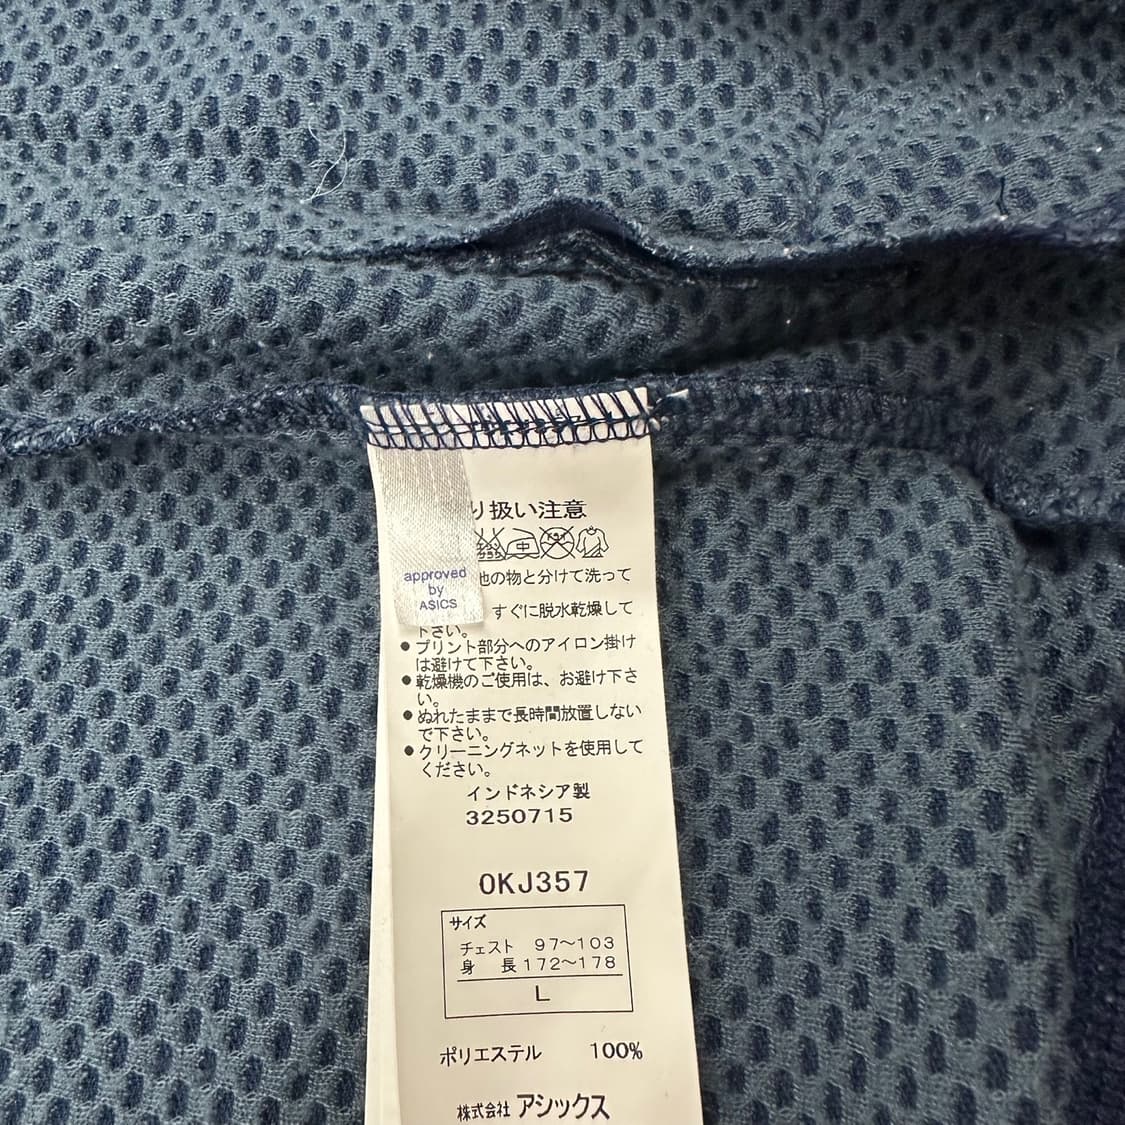 り扱い注意
approved
by
ASICS
他の物と分けて洗って
すぐに脱水乾燥して
下さい。
●プリント部分へのアイロン掛け
は避けて下さい。
●乾燥機のご使用は、お避け下さ
い。
●ぬれたままで長時間放置しない
で下さい。
●クリーニングネットを使用して
ください。
インドネシア製
3250715
OKJ357
サイズ
チェスト 97～103
身 長 172～178
L
ポリエステル 100%
株式会社 アシックス